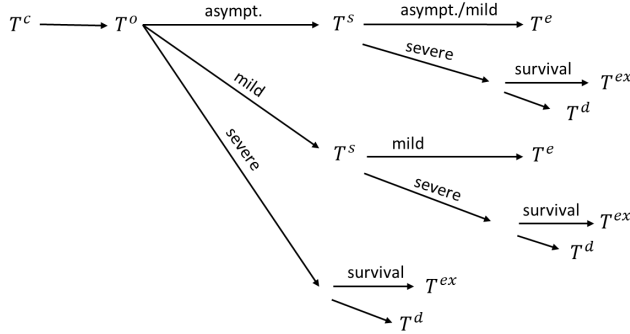 T^c T^o asympt. T^s asympt./mild T^e
severe
survival T^ex
T^d
mild
severe
T^s mild T^e
severe
survival T^ex
T^d
survival T^ex
T^d